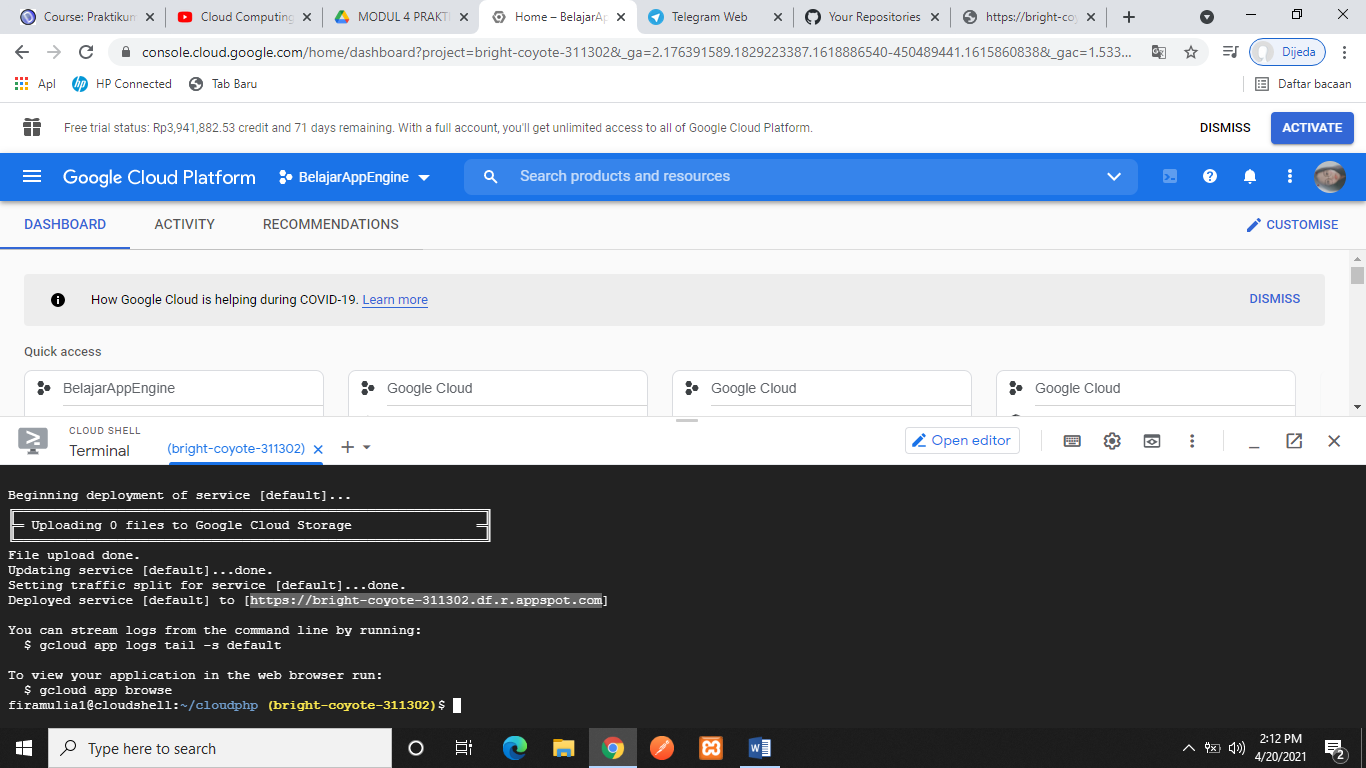 Course: Praktikum
Cloud Computing
MODUL 4 PRAKT
Home – BelajarAp
Telegram Web
Your Repositories
https://bright-coy
console.cloud.google.com/home/dashboard?project=bright-coyote-311302&_ga=2.176391589.1829223387.1618886540-450489441.1615860838&_gac=1.533...
Dijeda
Apl
HP Connected
Tab Baru
Daftar bacaan
Free trial status: Rp3,941,882.53 credit and 71 days remaining. With a full account, you'll get unlimited access to all of Google Cloud Platform.
DISMISS
ACTIVATE
Google Cloud Platform
BelajarAppEngine
Search products and resources
DASHBOARD
ACTIVITY
RECOMMENDATIONS
CUSTOMISE
How Google Cloud is helping during COVID-19. Learn more
DISMISS
Quick access
BelajarAppEngine
Google Cloud
Google Cloud
Google Cloud
CLOUD SHELL
Terminal
(bright-coyote-311302)
Open editor
Beginning deployment of service [default]...
Uploading 0 files to Google Cloud Storage
File upload done.
Updating service [default]...done.
Setting traffic split for service [default]...done.
Deployed service [default] to [https://bright-coyote-311302.df.r.appspot.com]
You can stream logs from the command line by running:
$ gcloud app logs tail -s default
To view your application in the web browser run:
$ gcloud app browse
firamulia1@cloudshell:~/cloudphp (bright-coyote-311302)$
Type here to search
2:12 PM
4/20/2021
2